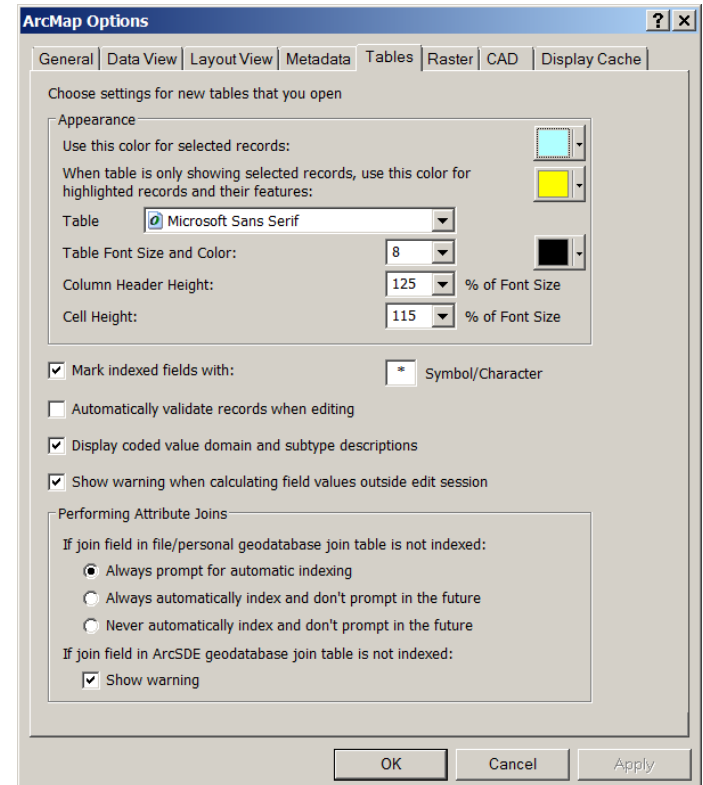 ArcMap Options ? X
General Data View Layout View Metadata Tables Raster CAD Display Cache
Choose settings for new tables that you open
Appearance
Use this color for selected records:
When table is only showing selected records, use this color for
highlighted records and their features:
Table Microsoft Sans Serif
Table Font Size and Color: 8
Column Header Height: 125 % of Font Size
Cell Height: 115 % of Font Size
Mark indexed fields with: * Symbol/Character
Automatically validate records when editing
Display coded value domain and subtype descriptions
Show warning when calculating field values outside edit session
Performing Attribute Joins
If join field in file/personal geodatabase join table is not indexed:
Always prompt for automatic indexing
Always automatically index and don't prompt in the future
Never automatically index and don't prompt in the future
If join field in ArcSDE geodatabase join table is not indexed:
Show warning
OK Cancel Apply